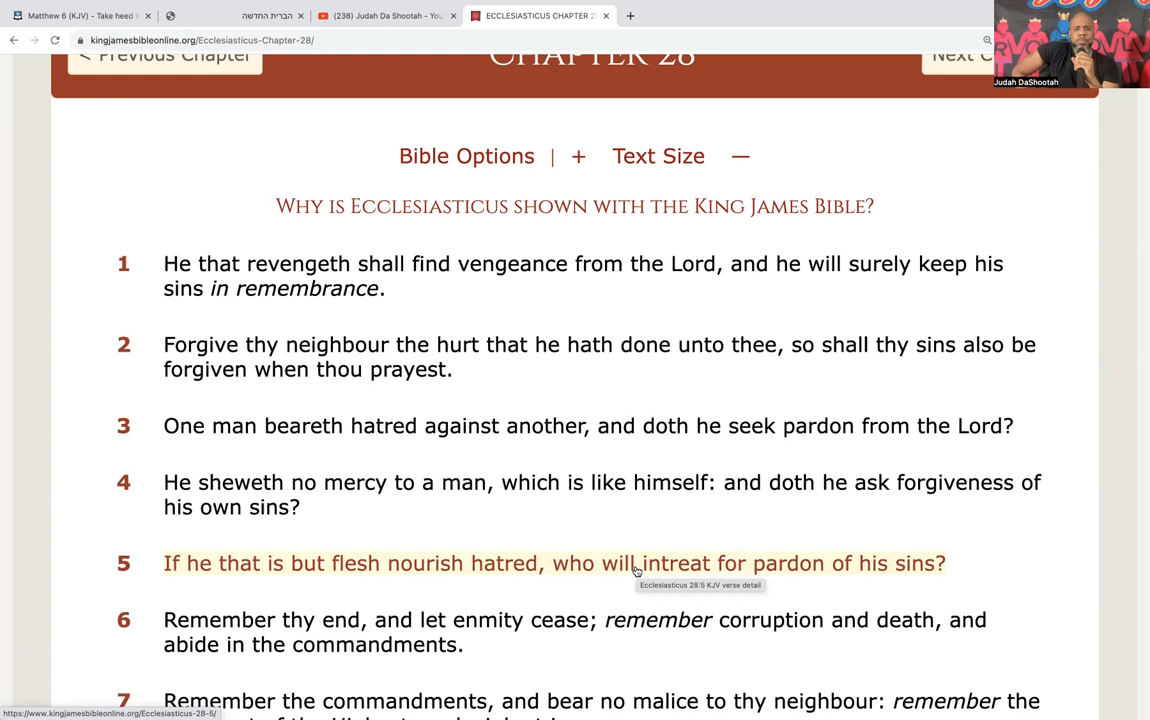 Matthew 6 (KJV) - Take heed
הברית החדשה
(238) Judah Da Shootah - You
ECCLESIASTICUS CHAPTER 2
kingjamesbibleonline.org/Ecclesiasticus-Chapter-28/
Judah DaShootah
< Previous Chapter
CHAPTER 28
Next C
Bible Options | + Text Size —
WHY IS ECCLESIASTICUS SHOWN WITH THE KING JAMES BIBLE?
1 He that revengeth shall find vengeance from the Lord, and he will surely keep his
sins in remembrance.
2 Forgive thy neighbour the hurt that he hath done unto thee, so shall thy sins also be
forgiven when thou prayest.
3 One man beareth hatred against another, and doth he seek pardon from the Lord?
4 He sheweth no mercy to a man, which is like himself: and doth he ask forgiveness of
his own sins?
5 If he that is but flesh nourish hatred, who will intreat for pardon of his sins?
Ecclesiasticus 28:5 KJV verse detail
6 Remember thy end, and let enmity cease; remember corruption and death, and
abide in the commandments.
7 Remember the commandments, and bear no malice to thy neighbour: remember the
https://www.kingjamesbibleonline.org/Ecclesiasticus-28-5/